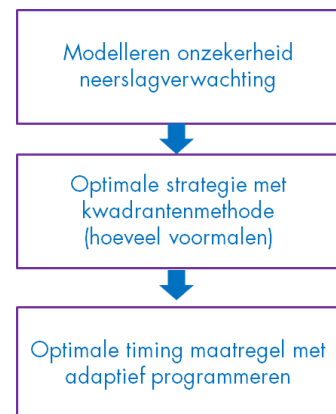 Modelleren onzekerheid
neerslagverwachting
Optimale strategie met
kwadrantenmethode
(hoeveel voormalen)
Optimale timing maatregel met
adaptief programmeren